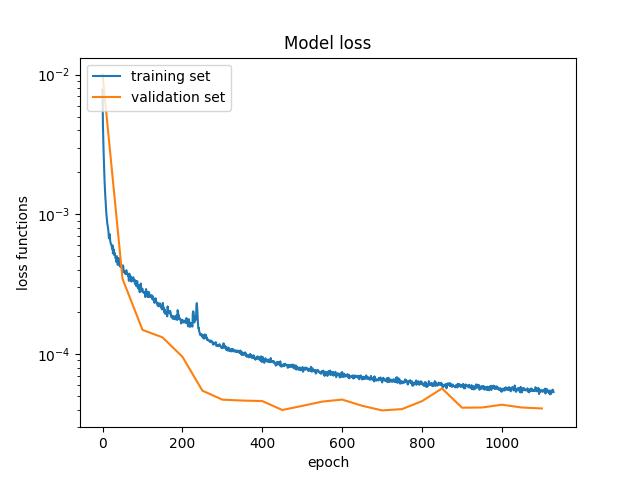 Model loss
training set
validation set
loss functions
10⁻²
10⁻³
10⁻⁴
0 200 400 600 800 1000
epoch